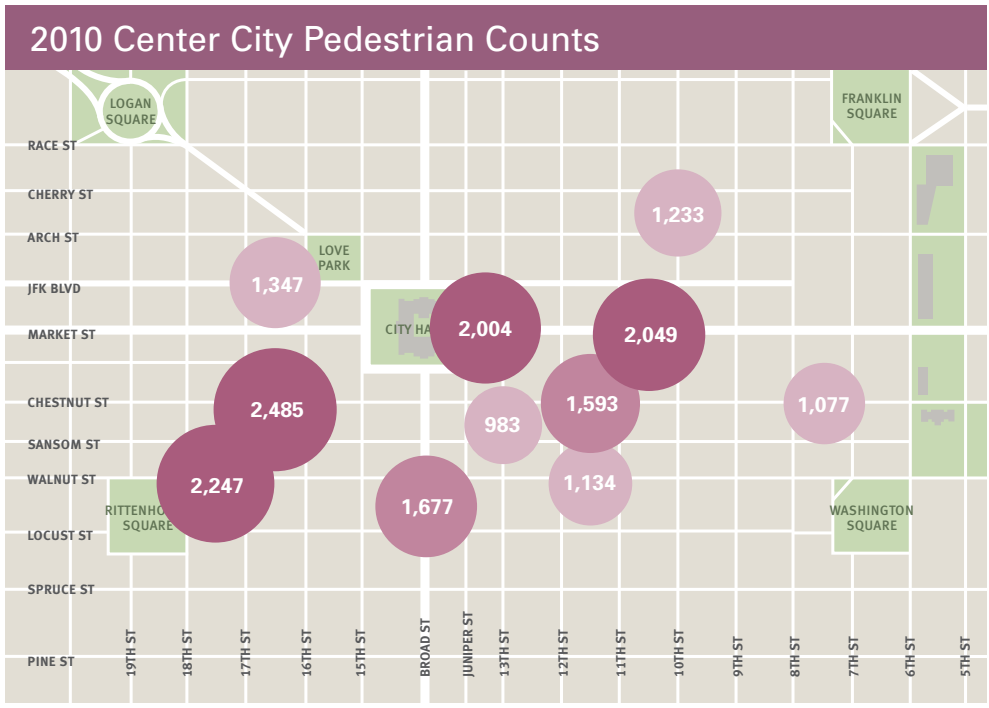 2010 Center City Pedestrian Counts
LOGAN
SQUARE
FRANKLIN
SQUARE
RACE ST
CHERRY ST
1,233
ARCH ST
LOVE
PARK
1,347
JFK BLVD
MARKET ST
CITY HA
2,004
2,049
CHESTNUT ST
2,485
1,593
1,077
983
SANSOM ST
WALNUT ST
2,247
1,134
1,677
RITTENHO
SQUARE
WASHINGTON
SQUARE
LOCUST ST
SPRUCE ST
PINE ST
19TH ST
18TH ST
17TH ST
16TH ST
15TH ST
BROAD ST
JUNIPER ST
13TH ST
12TH ST
11TH ST
10TH ST
9TH ST
8TH ST
7TH ST
6TH ST
5TH ST